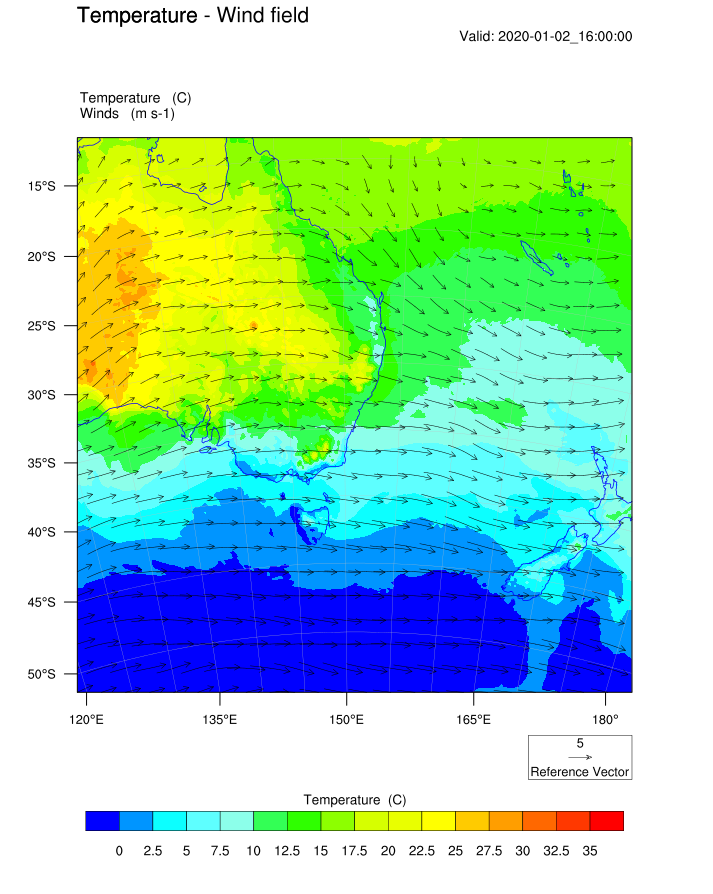 Temperature - Wind field
Valid: 2020-01-02_16:00:00
Temperature (C)
Winds (m s-1)
15°S
20°S
25°S
30°S
35°S
40°S
45°S
50°S
120°E 135°E 150°E 165°E 180°
5
Reference Vector
Temperature (C)
0 2.5 5 7.5 10 12.5 15 17.5 20 22.5 25 27.5 30 32.5 35